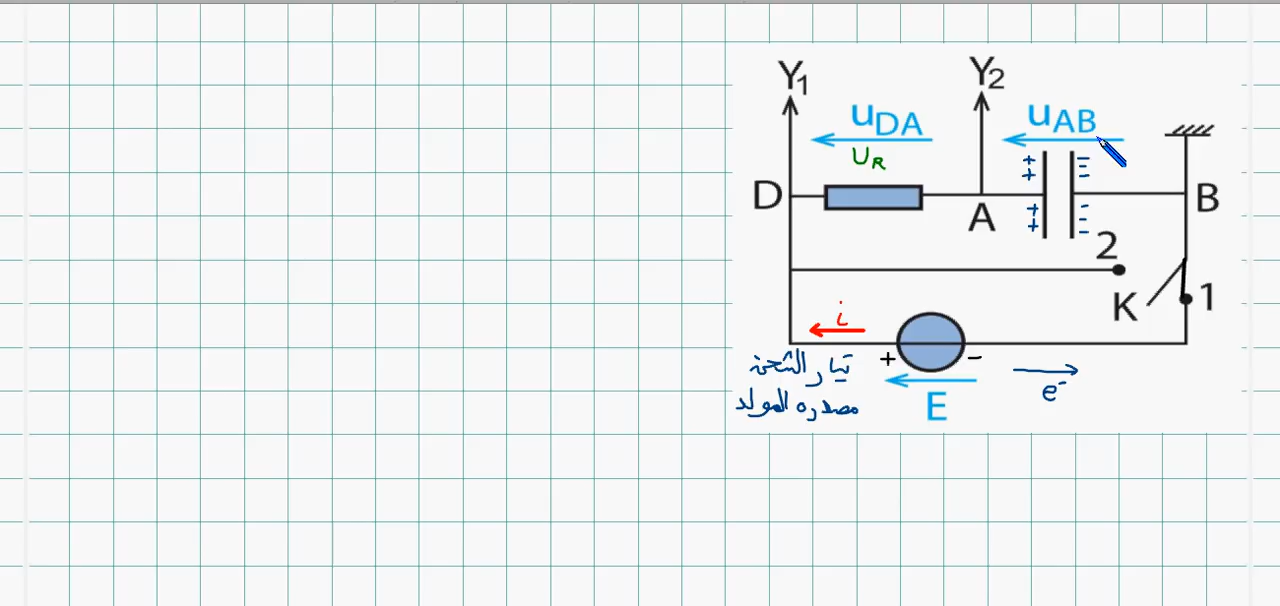 Y1
Y2
uDA
uAB
UR
+ + + +
D
A
B
2
K
1
i
+
-
تيار الشحنة
e-
مصدره المولد
E